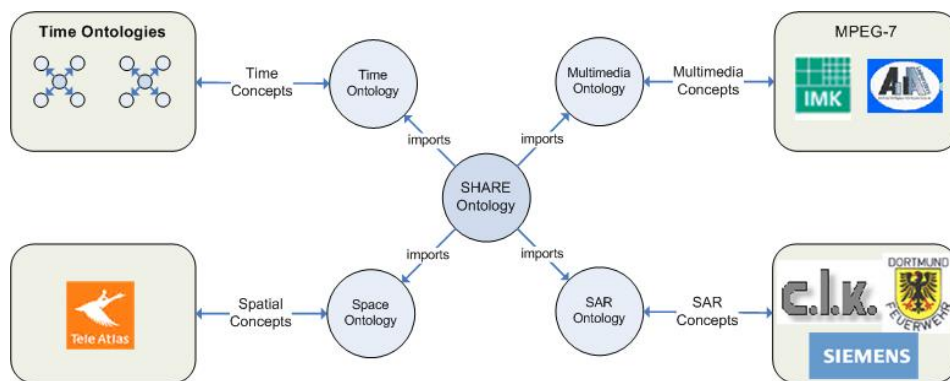 Time Ontologies
Time
Concepts
Time
Ontology
Multimedia
Ontology
Multimedia
Concepts
MPEG-7
IMK
imports
imports
SHARE
Ontology
imports
imports
Tele Atlas
Spatial
Concepts
Space
Ontology
SAR
Ontology
SAR
Concepts
c.l.k.
DORTMUND
FEUERWEHR
SIEMENS